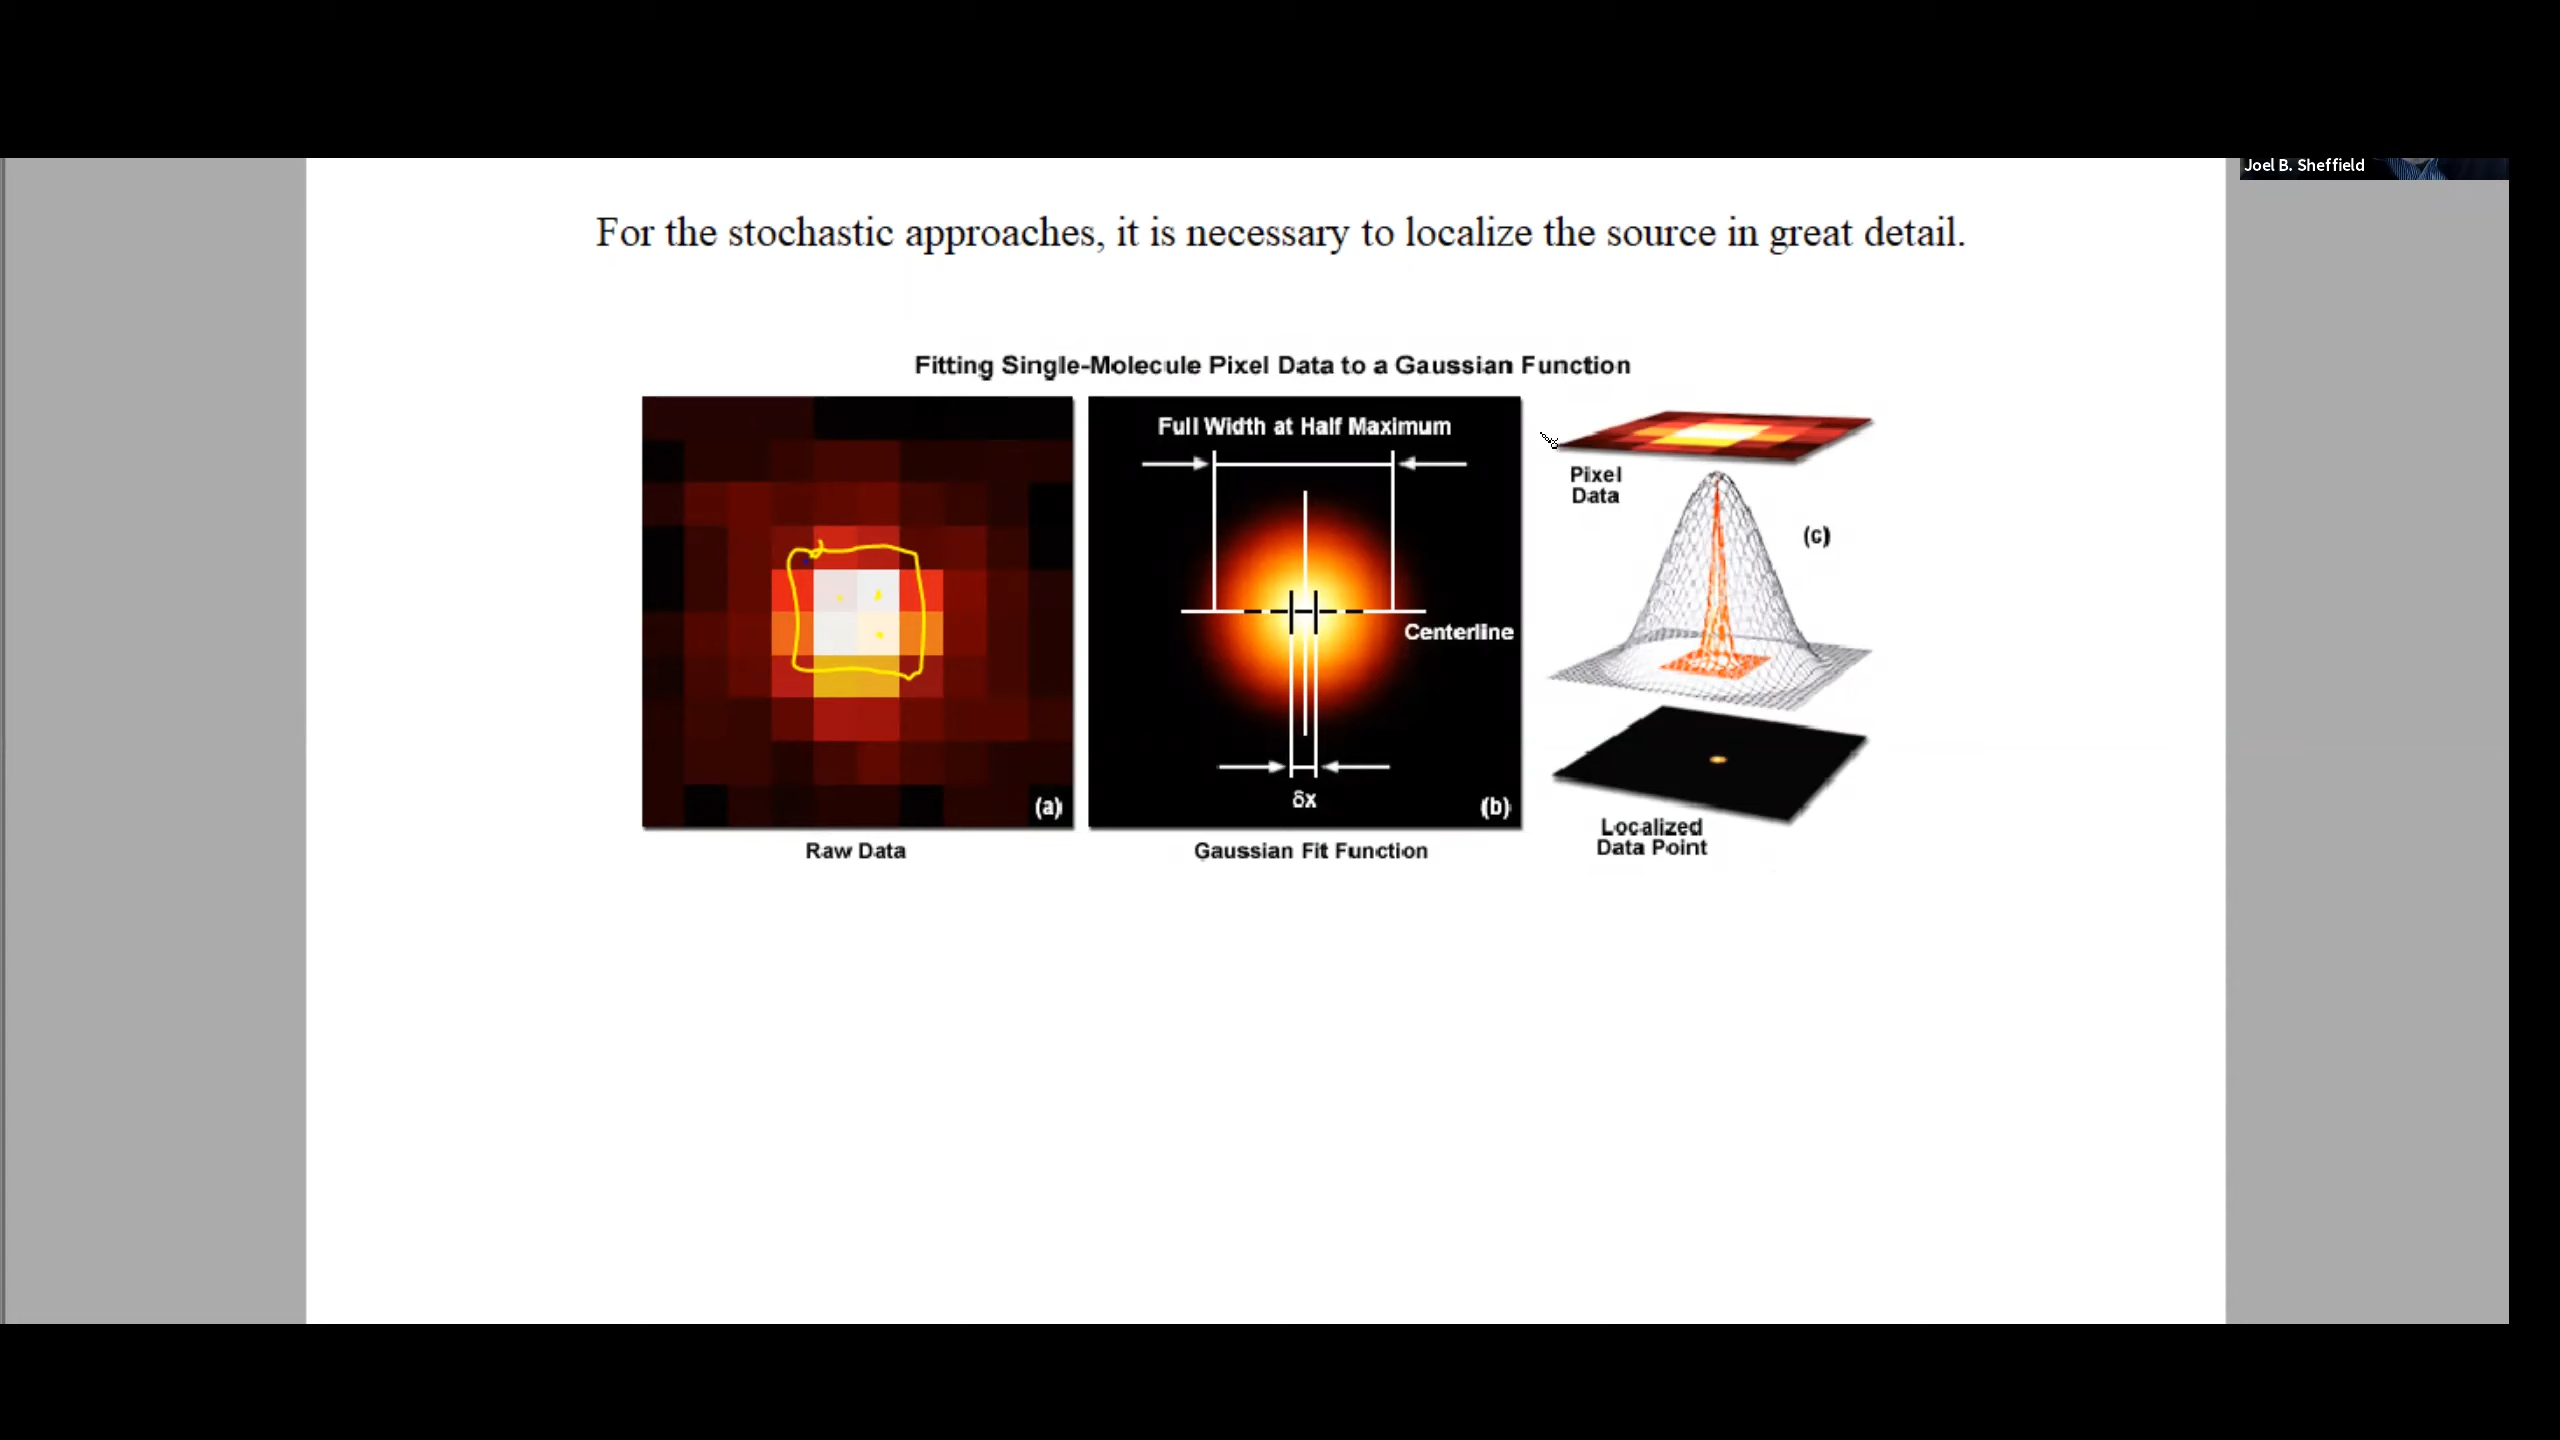 Joel B. Sheffield
For the stochastic approaches, it is necessary to localize the source in great detail.
Fitting Single-Molecule Pixel Data to a Gaussian Function
Full Width at Half Maximum
Pixel
Data
(c)
Centerline
δx
(a)
(b)
Raw Data
Gaussian Fit Function
Localized
Data Point